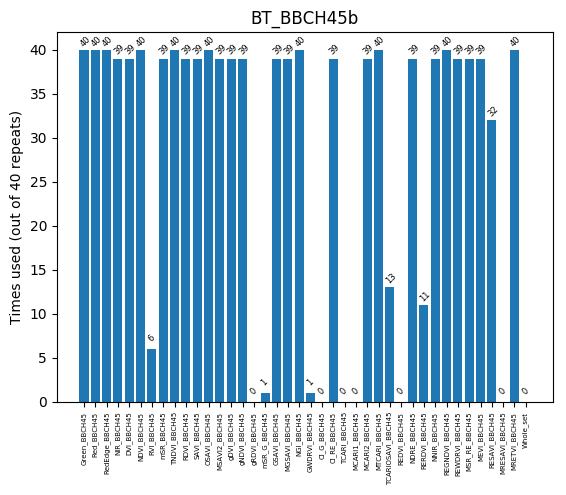 BT_BBCH45b
Times used (out of 40 repeats)
40
35
30
25
20
15
10
5
0
40
40
40
39
39
40
6
39
40
39
39
40
39
39
39
0
1
39
39
40
1
0
39
0
0
39
40
13
0
39
11
39
40
39
39
39
32
0
40
0
Green_BBCH45
Red_BBCH45
RedEdge_BBCH45
NIR_BBCH45
DVI_BBCH45
NDVI_BBCH45
RVI_BBCH45
mSR_BBCH45
TNDVI_BBCH45
RDVI_BBCH45
SAVI_BBCH45
OSAVI_BBCH45
MSAVI2_BBCH45
gDVI_BBCH45
gNDVI_BBCH45
gRDVI_BBCH45
mSR_G_BBCH45
GSAVI_BBCH45
MGSAVI_BBCH45
NGI_BBCH45
GWDRVI_BBCH45
CI_G_BBCH45
CI_RE_BBCH45
TCARI_BBCH45
MCARI1_BBCH45
MCARI2_BBCH45
MTCARI_BBCH45
TCARIOSAVI_BBCH45
REDVI_BBCH45
NDRE_BBCH45
RERDVI_BBCH45
NNIR_BBCH45
REGNDVI_BBCH45
REWDRVI_BBCH45
MSR_RE_BBCH45
MEVI_BBCH45
RESAVI_BBCH45
MRESAVI_BBCH45
MRETVI_BBCH45
Whole_set